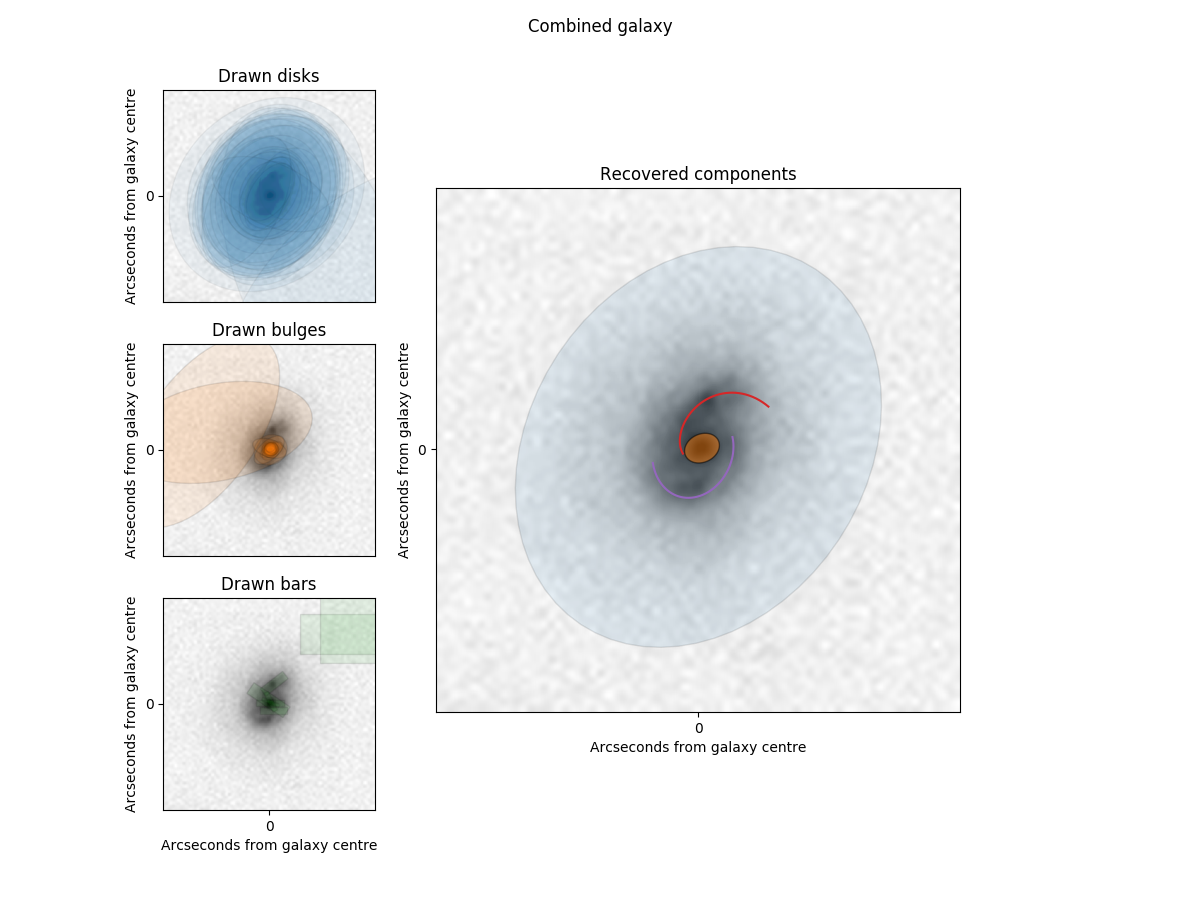 Combined galaxy
Drawn disks
Arcseconds from galaxy centre
0
Drawn bulges
Arcseconds from galaxy centre
0
Drawn bars
Arcseconds from galaxy centre
0
0
Arcseconds from galaxy centre
Recovered components
Arcseconds from galaxy centre
0
0
Arcseconds from galaxy centre